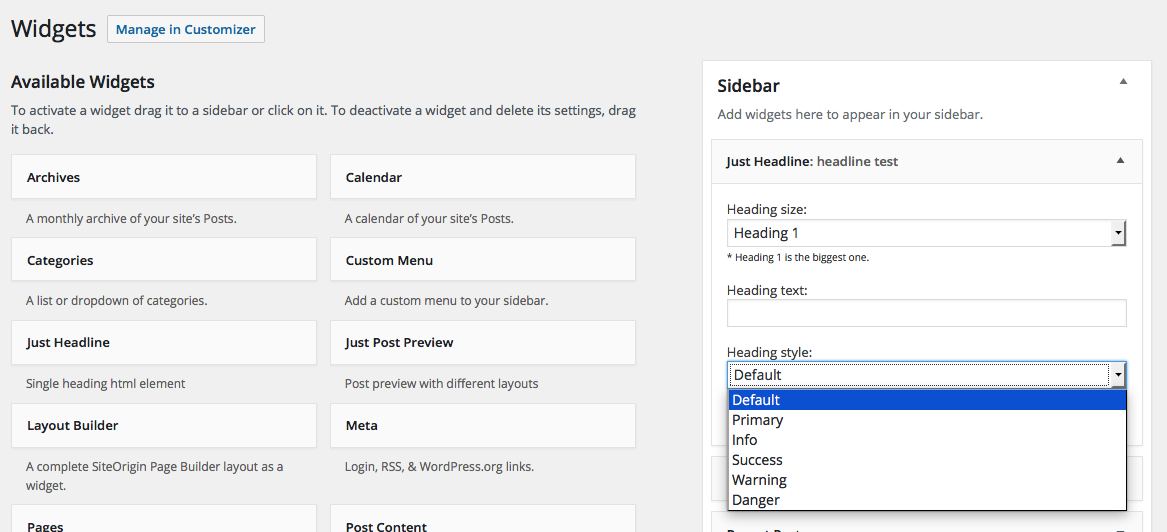 Widgets
Manage in Customizer
Available Widgets
To activate a widget drag it to a sidebar or click on it. To deactivate a widget and delete its settings, drag
it back.
Archives
Calendar
A monthly archive of your site's Posts.
A calendar of your site's Posts.
Categories
Custom Menu
A list or dropdown of categories.
Add a custom menu to your sidebar.
Just Headline
Just Post Preview
Single heading html element
Post preview with different layouts
Layout Builder
Meta
A complete SiteOrigin Page Builder layout as a
widget.
Login, RSS, & WordPress.org links.
Pages
Post Content
Sidebar
Add widgets here to appear in your sidebar.
Just Headline: headline test
Heading size:
Heading 1
* Heading 1 is the biggest one.
Heading text:
Heading style:
Default
Default
Primary
Info
Success
Warning
Danger